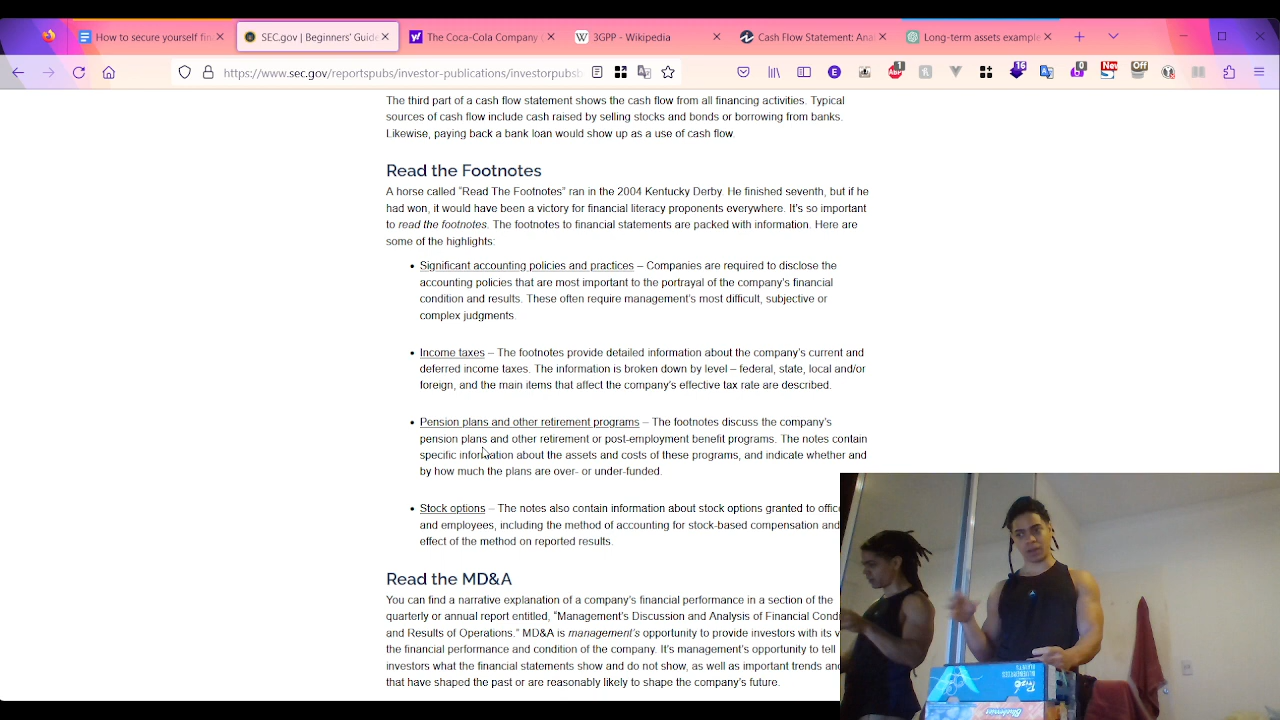 How to secure yourself fin
SEC.gov | Beginners' Guide
The Coca-Cola Company
3GPP - Wikipedia
Cash Flow Statement: Ana
Long-term assets example
https://www.sec.gov/reportspubs/investor-publications/investorpubsb
1
16
0
New
Off
The third part of a cash flow statement shows the cash flow from all financing activities. Typical
sources of cash flow include cash raised by selling stocks and bonds or borrowing from banks.
Likewise, paying back a bank loan would show up as a use of cash flow.
Read the Footnotes
A horse called "Read The Footnotes" ran in the 2004 Kentucky Derby. He finished seventh, but if he
had won, it would have been a victory for financial literacy proponents everywhere. It's so important
to read the footnotes. The footnotes to financial statements are packed with information. Here are
some of the highlights:
• Significant accounting policies and practices – Companies are required to disclose the
accounting policies that are most important to the portrayal of the company's financial
condition and results. These often require management's most difficult, subjective or
complex judgments.
• Income taxes – The footnotes provide detailed information about the company's current and
deferred income taxes. The information is broken down by level – federal, state, local and/or
foreign, and the main items that affect the company's effective tax rate are described.
• Pension plans and other retirement programs – The footnotes discuss the company's
pension plans and other retirement or post-employment benefit programs. The notes contain
specific information about the assets and costs of these programs, and indicate whether and
by how much the plans are over- or under-funded.
• Stock options – The notes also contain information about stock options granted to offic
and employees, including the method of accounting for stock-based compensation and
effect of the method on reported results.
Read the MD&A
You can find a narrative explanation of a company's financial performance in a section of the
quarterly or annual report entitled, "Management's Discussion and Analysis of Financial Condi
and Results of Operations." MD&A is management's opportunity to provide investors with its v
the financial performance and condition of the company. It's management's opportunity to tell
investors what the financial statements show and do not show, as well as important trends an
that have shaped the past or are reasonably likely to shape the company's future.